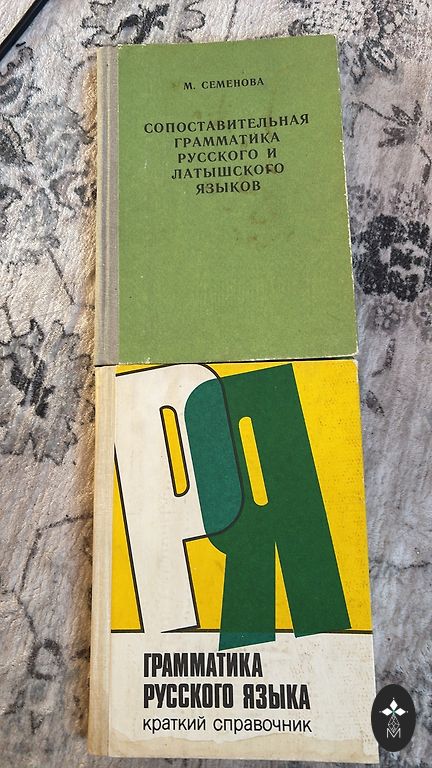 М. СЕМЕНОВА
СОПОСТАВИТЕЛЬНАЯ
ГРАММАТИКА
РУССКОГО И
ЛАТЫШСКОГО
ЯЗЫКОВ
РЯ
ГРАММАТИКА
РУССКОГО ЯЗЫКА
КРАТКИЙ СПРАВОЧНИК
M